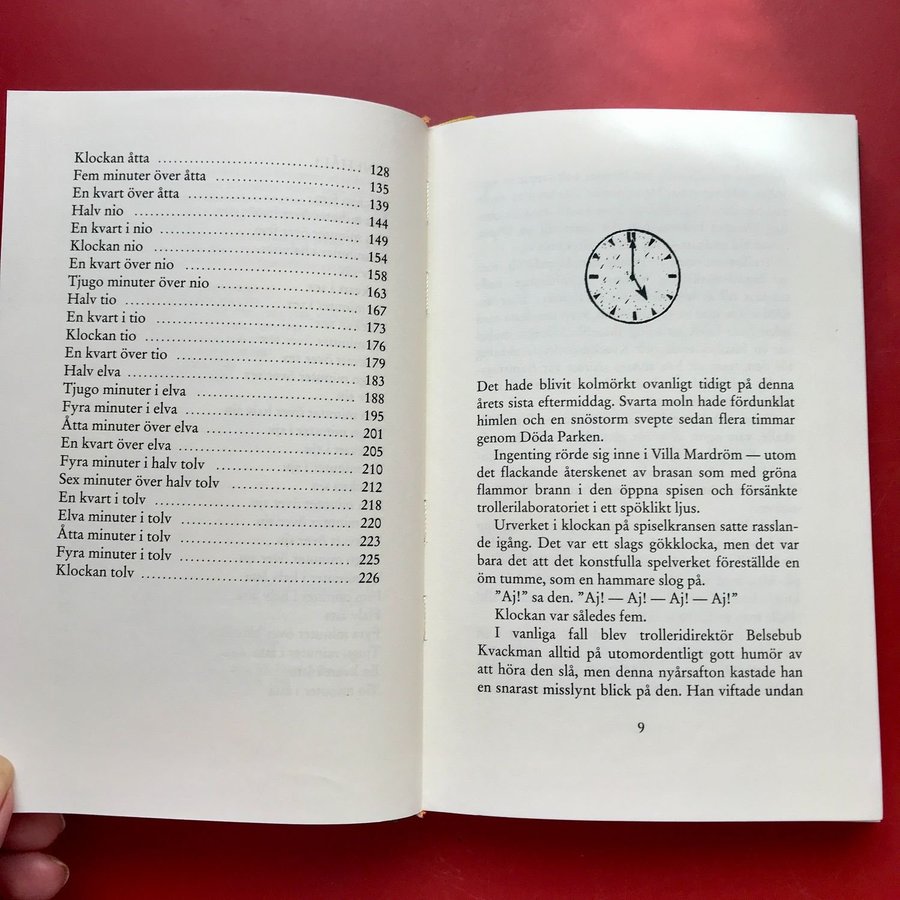 Klockan åtta ........................................ 128
Fem minuter över åtta ........................ 135
En kvart över åtta ................................ 139
Halv nio ................................................ 144
En kvart i nio ........................................ 149
Klockan nio .......................................... 154
En kvart över nio .................................. 158
Tjugo minuter över nio ........................ 163
Halv tio ................................................ 167
En kvart i tio ........................................ 173
Klockan tio .......................................... 176
En kvart över tio .................................. 179
Halv elva .............................................. 183
Tjugo minuter i elva ............................ 188
Fyra minuter i elva .............................. 195
Åtta minuter över elva ........................ 201
En kvart över elva ................................ 205
Fyra minuter i halv tolv ...................... 210
Sex minuter över halv tolv .................. 212
En kvart i tolv ...................................... 218
Elva minuter i tolv .............................. 220
Åtta minuter i tolv .............................. 223
Fyra minuter i tolv .............................. 225
Klockan tolv ........................................ 226
Det hade blivit kolmörkt ovanligt tidigt på denna
årets sista eftermiddag. Svarta moln hade fördunklat
himlen och en snöstorm svepte sedan flera timmar
genom Döda Parken.
Ingenting rörde sig inne i Villa Mardröm — utom
det flackande återskenet av brasan som med gröna
flammor brann i den öppna spisen och försänkte
trollerilaboratoriet i ett spöklikt ljus.
Urverket i klockan på spiselkransen satte rasslan-
de igång. Det var ett slags gökklocka, men det var
bara det att det konstfulla spelverket föreställde en
öm tumme, som en hammare slog på.
”Aj!” sa den. ”Aj! — Aj! — Aj! — Aj!”
Klockan var således fem.
I vanliga fall blev trolleridirektör Belsebub
Kvackman alltid på utomordentligt gott humör av
att höra den slå, men denna nyårsafton kastade han
en snarast misslynt blick på den. Han viftade undan
9